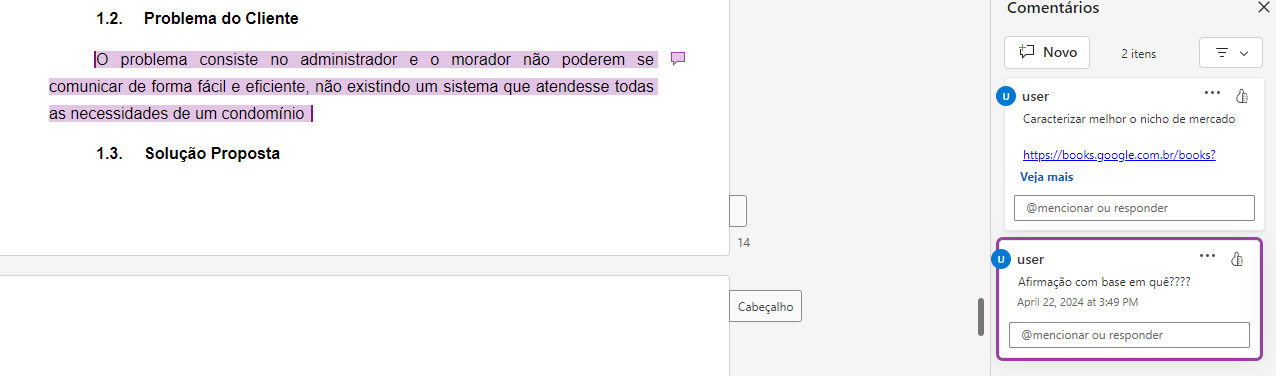 1.2. Problema do Cliente
O problema consiste no administrador e o morador não poderem se
comunicar de forma fácil e eficiente, não existindo um sistema que atendesse todas
as necessidades de um condomínio
1.3. Solução Proposta
14
Cabeçalho
Comentários
Novo
2 itens
U user
Caracterizar melhor o nicho de mercado
https://books.google.com.br/books?
Veja mais
@mencionar ou responder
U user
Afirmação com base em quê????
April 22, 2024 at 3:49 PM
@mencionar ou responder